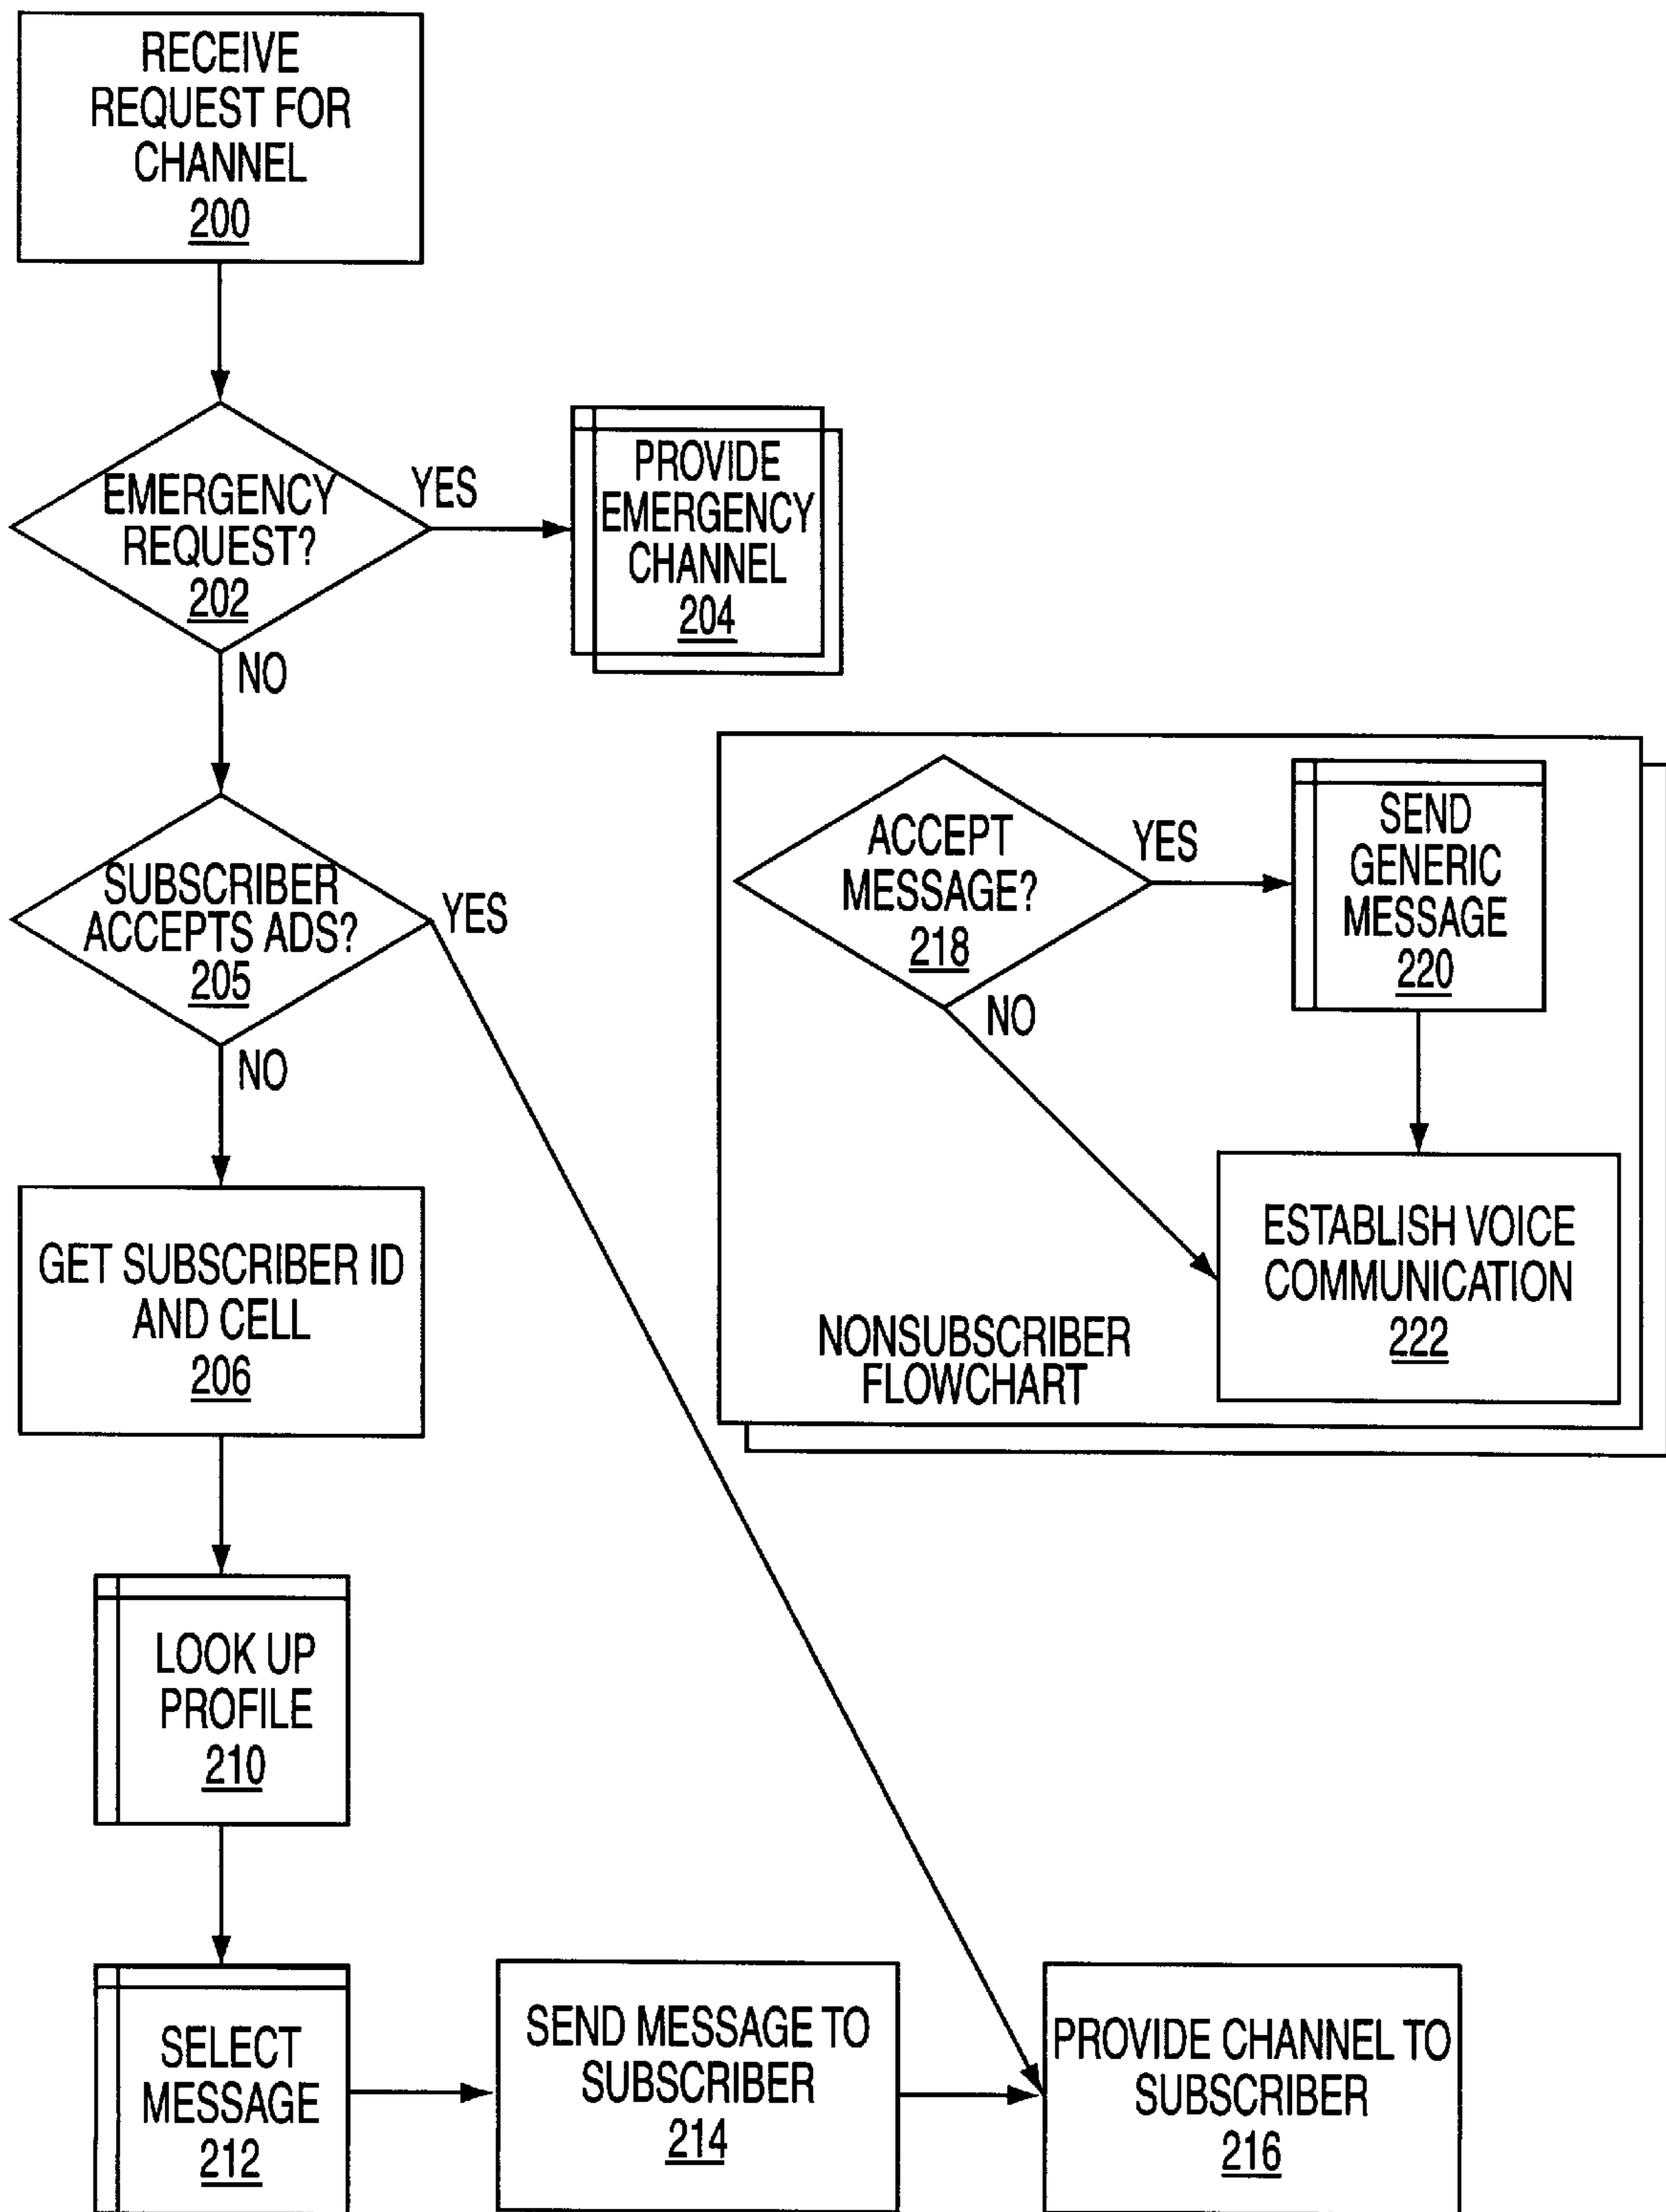 RECEIVE
REQUEST FOR
CHANNEL
200
EMERGENCY
REQUEST?
202
YES
NO
PROVIDE
EMERGENCY
CHANNEL
204
SUBSCRIBER
ACCEPTS ADS?
205
YES
NO
ACCEPT
MESSAGE?
218
YES
NO
SEND
GENERIC
MESSAGE
220
ESTABLISH VOICE
COMMUNICATION
222
NONSUBSCRIBER
FLOWCHART
GET SUBSCRIBER ID
AND CELL
206
LOOK UP
PROFILE
210
SELECT
MESSAGE
212
SEND MESSAGE TO
SUBSCRIBER
214
PROVIDE CHANNEL TO
SUBSCRIBER
216